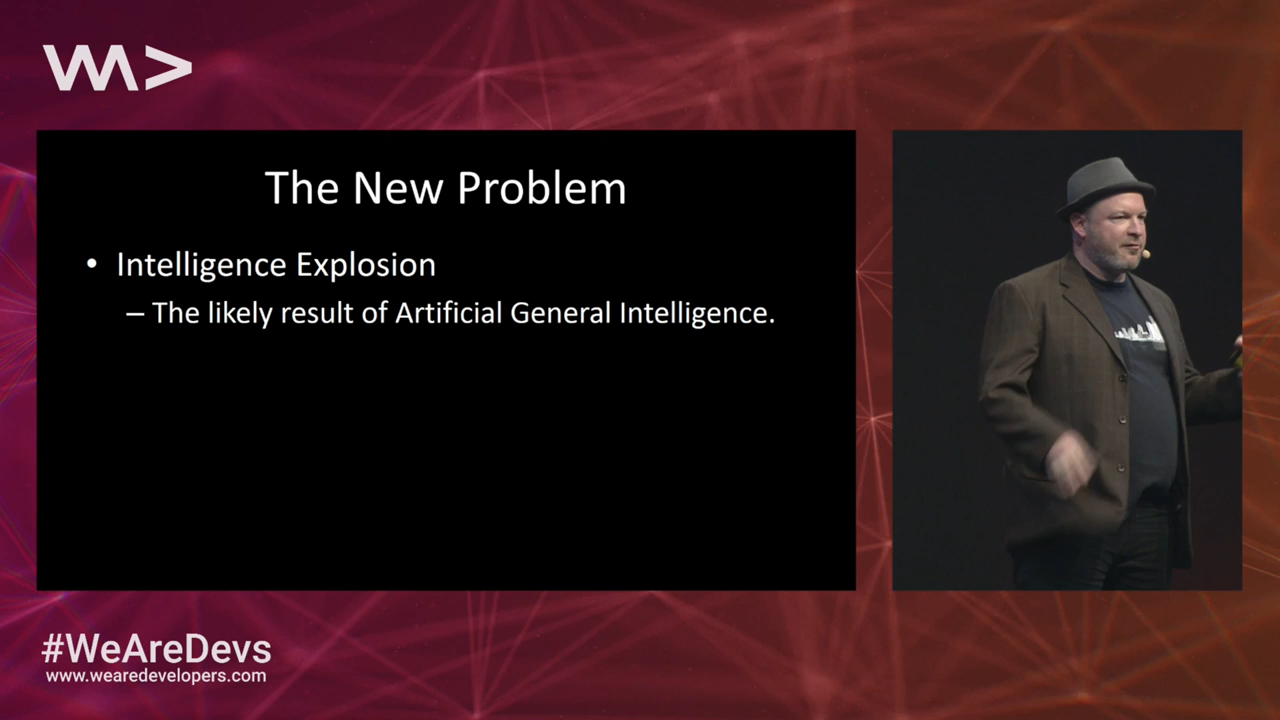 The New Problem
• Intelligence Explosion
– The likely result of Artificial General Intelligence.
#WeAreDevs
www.wearedevelopers.com